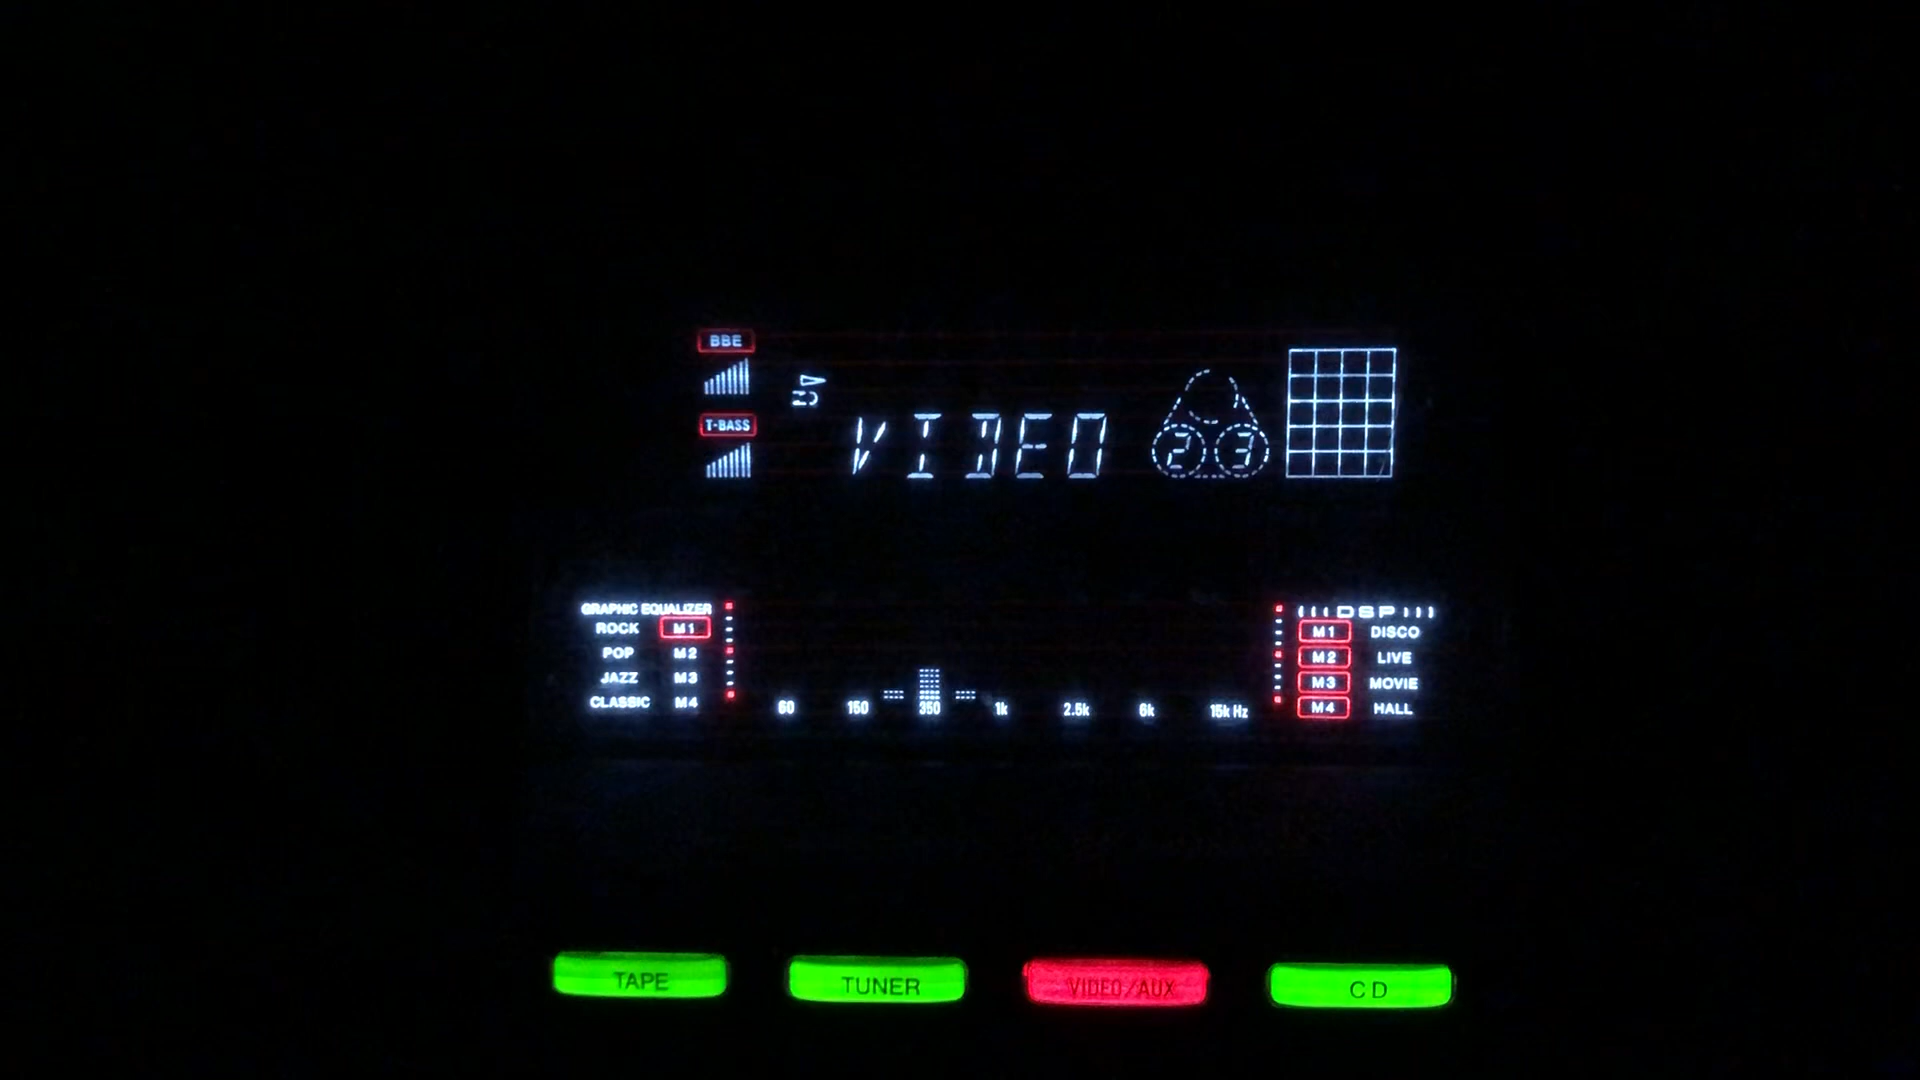 BBE
T-BASS
VIDEO
2 3
GRAPHIC EQUALIZER
ROCK M1
POP M2
JAZZ M3
CLASSIC M4
60 150 350 1k 2.5k 6k 15k Hz
DSP
M1 DISCO
M2 LIVE
M3 MOVIE
M4 HALL
TAPE TUNER VIDEO/AUX CD